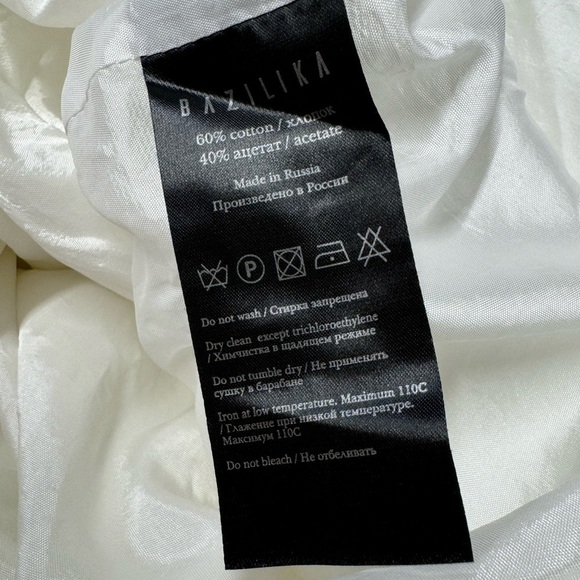 BAZILIKA
60% cotton / хлопок
40% ацетат / acetate
Made in Russia
Произведено в России
P
Do not wash / Стирка запрещена
Dry clean except trichloroethylene
/ Химчистка в щадящем режиме
Do not tumble dry / Не применять
сушку в барабане
Iron at low temperature. Maximum 110C
/ Глажение при низкой температуре.
Максимум 110C
Do not bleach / Не отбеливать